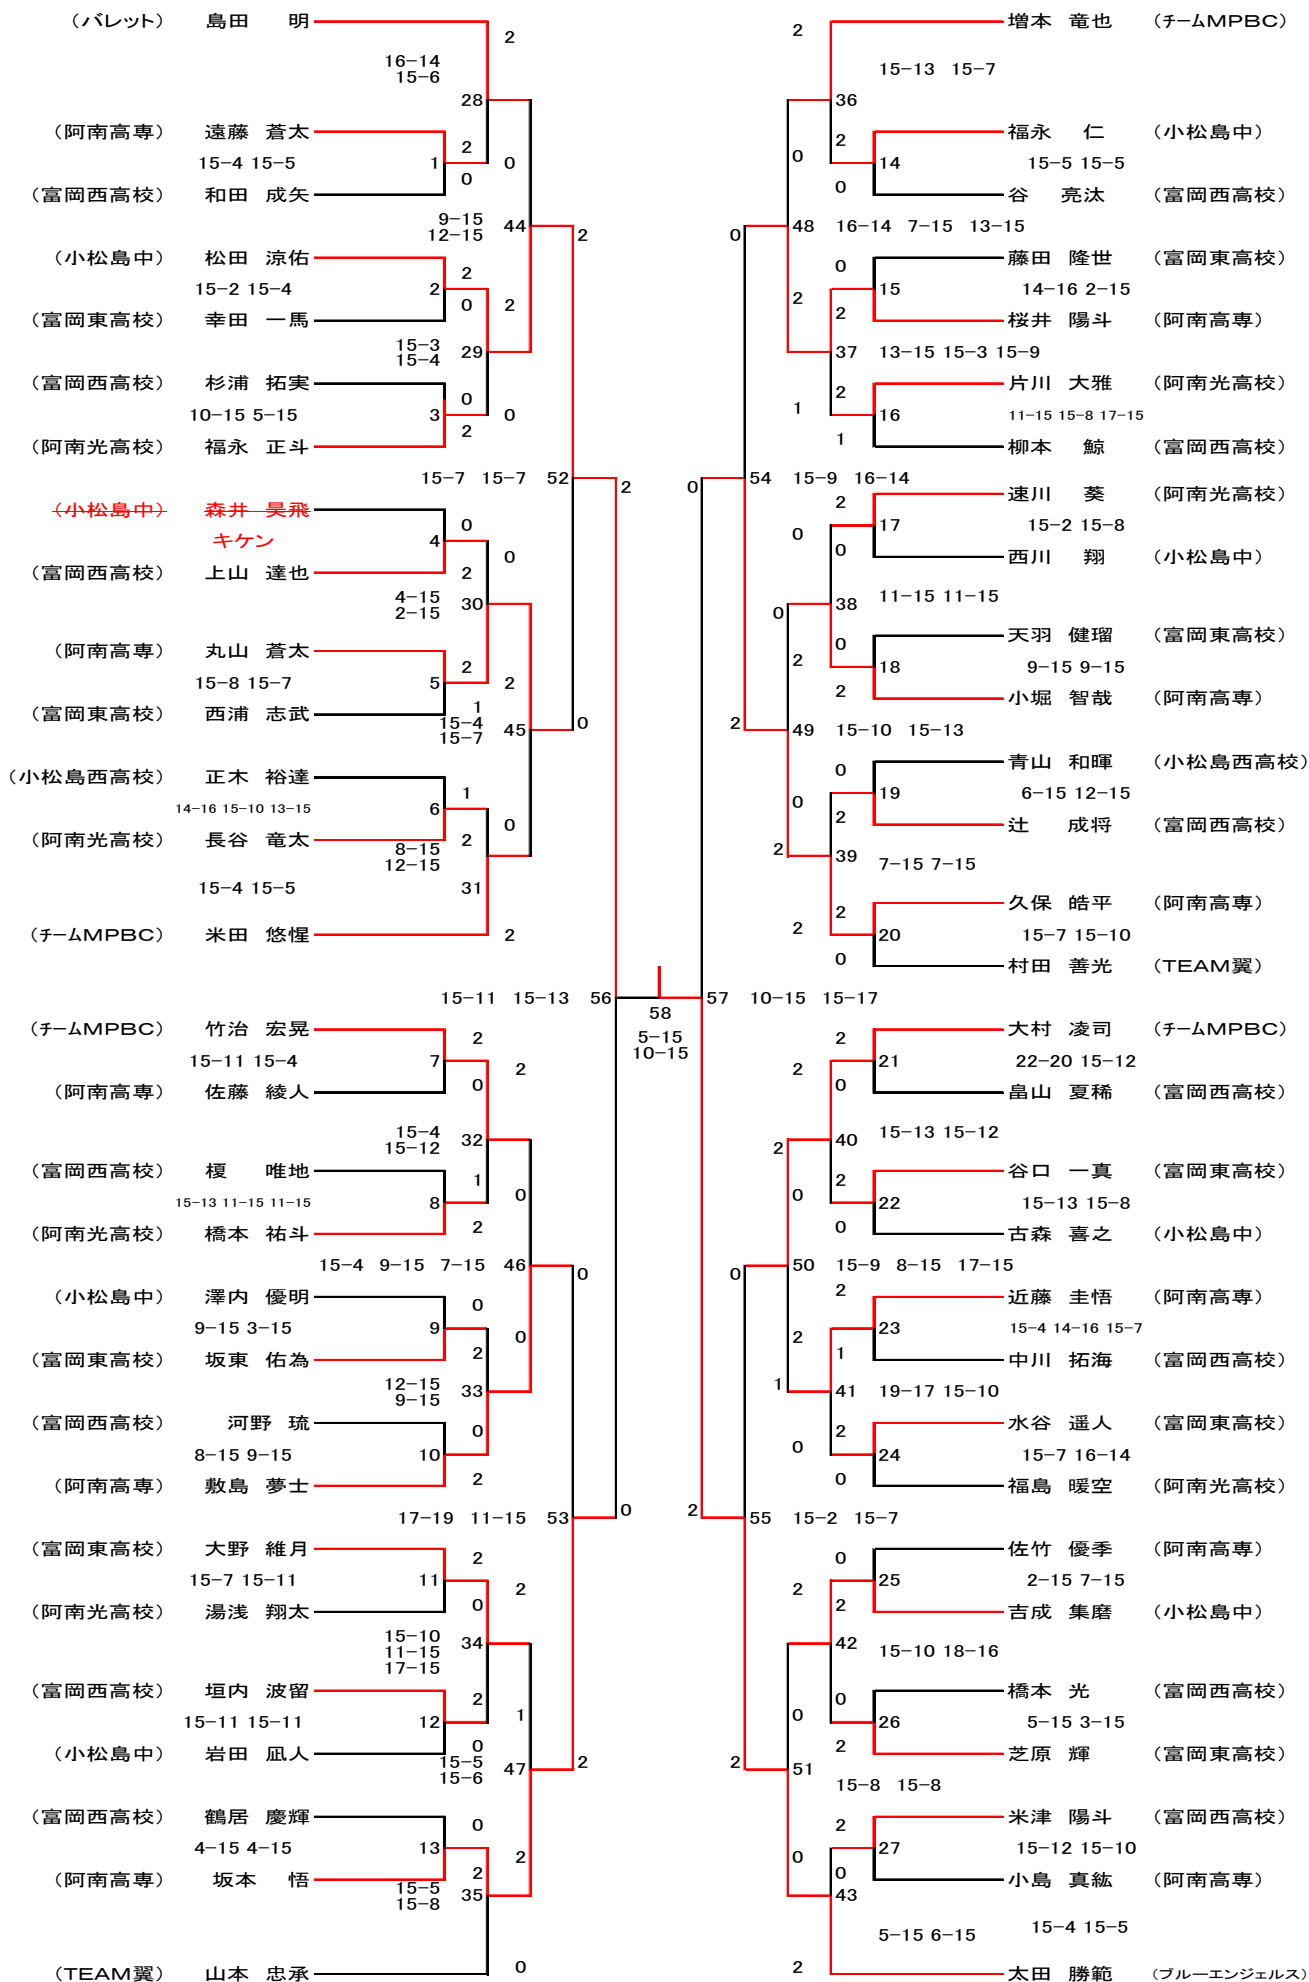 (バレット) 島田 明 2
16-14
15-6
28
(阿南高専) 遠藤 蒼太 2
15-4 15-5 1 0
(富岡西高校) 和田 成矢 0
9-15 44 2
12-15
(小松島中) 松田 涼佑 2
15-2 15-4 2 0 2
(富岡東高校) 幸田 一馬
15-3 29
15-4
(富岡西高校) 杉浦 拓実 0
10-15 5-15 3 0
(阿南光高校) 福永 正斗 2
15-7 15-7 52 2
(小松島中) 森井 昊飛 0
キケン 4 0
(富岡西高校) 上山 達也 2
4-15 30
2-15
(阿南高専) 丸山 蒼太 2
15-8 15-7 5 2
(富岡東高校) 西浦 志武 1
15-4 45 0
15-7
(小松島西高校) 正木 裕達 1
14-16 15-10 13-15 6 0
(阿南光高校) 長谷 竜太 2
8-15
12-15
15-4 15-5 31
(チームMPBC) 米田 悠惺 2
15-11 15-13 56
(チームMPBC) 竹治 宏晃 2
15-11 15-4 7 2
(阿南高専) 佐藤 綾人 0
15-4 32
15-12
(富岡西高校) 榎 唯地 1
15-13 11-15 11-15 8 0
(阿南光高校) 橋本 祐斗 2
15-4 9-15 7-15 46 0
(小松島中) 澤内 優明 0
9-15 3-15 9 0
(富岡東高校) 坂東 佑為 2
12-15 33
9-15
(富岡西高校) 河野 琉 0
8-15 9-15 10
(阿南高専) 敷島 夢士 2
17-19 11-15 53 0
(富岡東高校) 大野 維月 2
15-7 15-11 11 2
(阿南光高校) 湯浅 翔太 0
15-10 34
11-15
17-15
(富岡西高校) 垣内 波留 2
15-11 15-11 12 1
(小松島中) 岩田 凪人 0
15-5 47 2
15-6
(富岡西高校) 鶴居 慶輝 0
4-15 4-15 13 2
(阿南高専) 坂本 悟 2
15-5 35
15-8
(TEAM翼) 山本 忠承 0
58
5-15
10-15
2 増本 竜也 (チームMPBC)
15-13 15-7
36
2 福永 仁 (小松島中)
0 14 15-5 15-5
0 谷 亮汰 (富岡西高校)
0 48 16-14 7-15 13-15
0 藤田 隆世 (富岡東高校)
2 15 14-16 2-15
2 桜井 陽斗 (阿南高専)
37 13-15 15-3 15-9
2 片川 大雅 (阿南光高校)
1 16 11-15 15-8 17-15
1 柳本 鯨 (富岡西高校)
0 54 15-9 16-14
2 速川 葵 (阿南光高校)
0 17 15-2 15-8
0 西川 翔 (小松島中)
0 38 11-15 11-15
0 天羽 健瑠 (富岡東高校)
2 18 9-15 9-15
2 小堀 智哉 (阿南高専)
2 49 15-10 15-13
0 青山 和暉 (小松島西高校)
0 19 6-15 12-15
2 辻 成将 (富岡西高校)
2 39 7-15 7-15
2 久保 皓平 (阿南高専)
2 20 15-7 15-10
0 村田 善光 (TEAM翼)
57 10-15 15-17
2 大村 凌司 (チームMPBC)
2 21 22-20 15-12
0 畠山 夏稀 (富岡西高校)
2 40 15-13 15-12
2 谷口 一真 (富岡東高校)
0 22 15-13 15-8
0 古森 喜之 (小松島中)
0 50 15-9 8-15 17-15
2 近藤 圭悟 (阿南高専)
2 23 15-4 14-16 15-7
1 中川 拓海 (富岡西高校)
1 41 19-17 15-10
2 水谷 遥人 (富岡東高校)
0 24 15-7 16-14
0 福島 暖空 (阿南光高校)
2 55 15-2 15-7
0 佐竹 優季 (阿南高専)
2 25 2-15 7-15
2 吉成 集磨 (小松島中)
42 15-10 18-16
0 橋本 光 (富岡西高校)
0 26 5-15 3-15
2 芝原 輝 (富岡東高校)
2 51 15-8 15-8
2 米津 陽斗 (富岡西高校)
0 27 15-12 15-10
0 小島 真紘 (阿南高専)
43
5-15 6-15 15-4 15-5
2 太田 勝範 (ブルーエンジェルス)